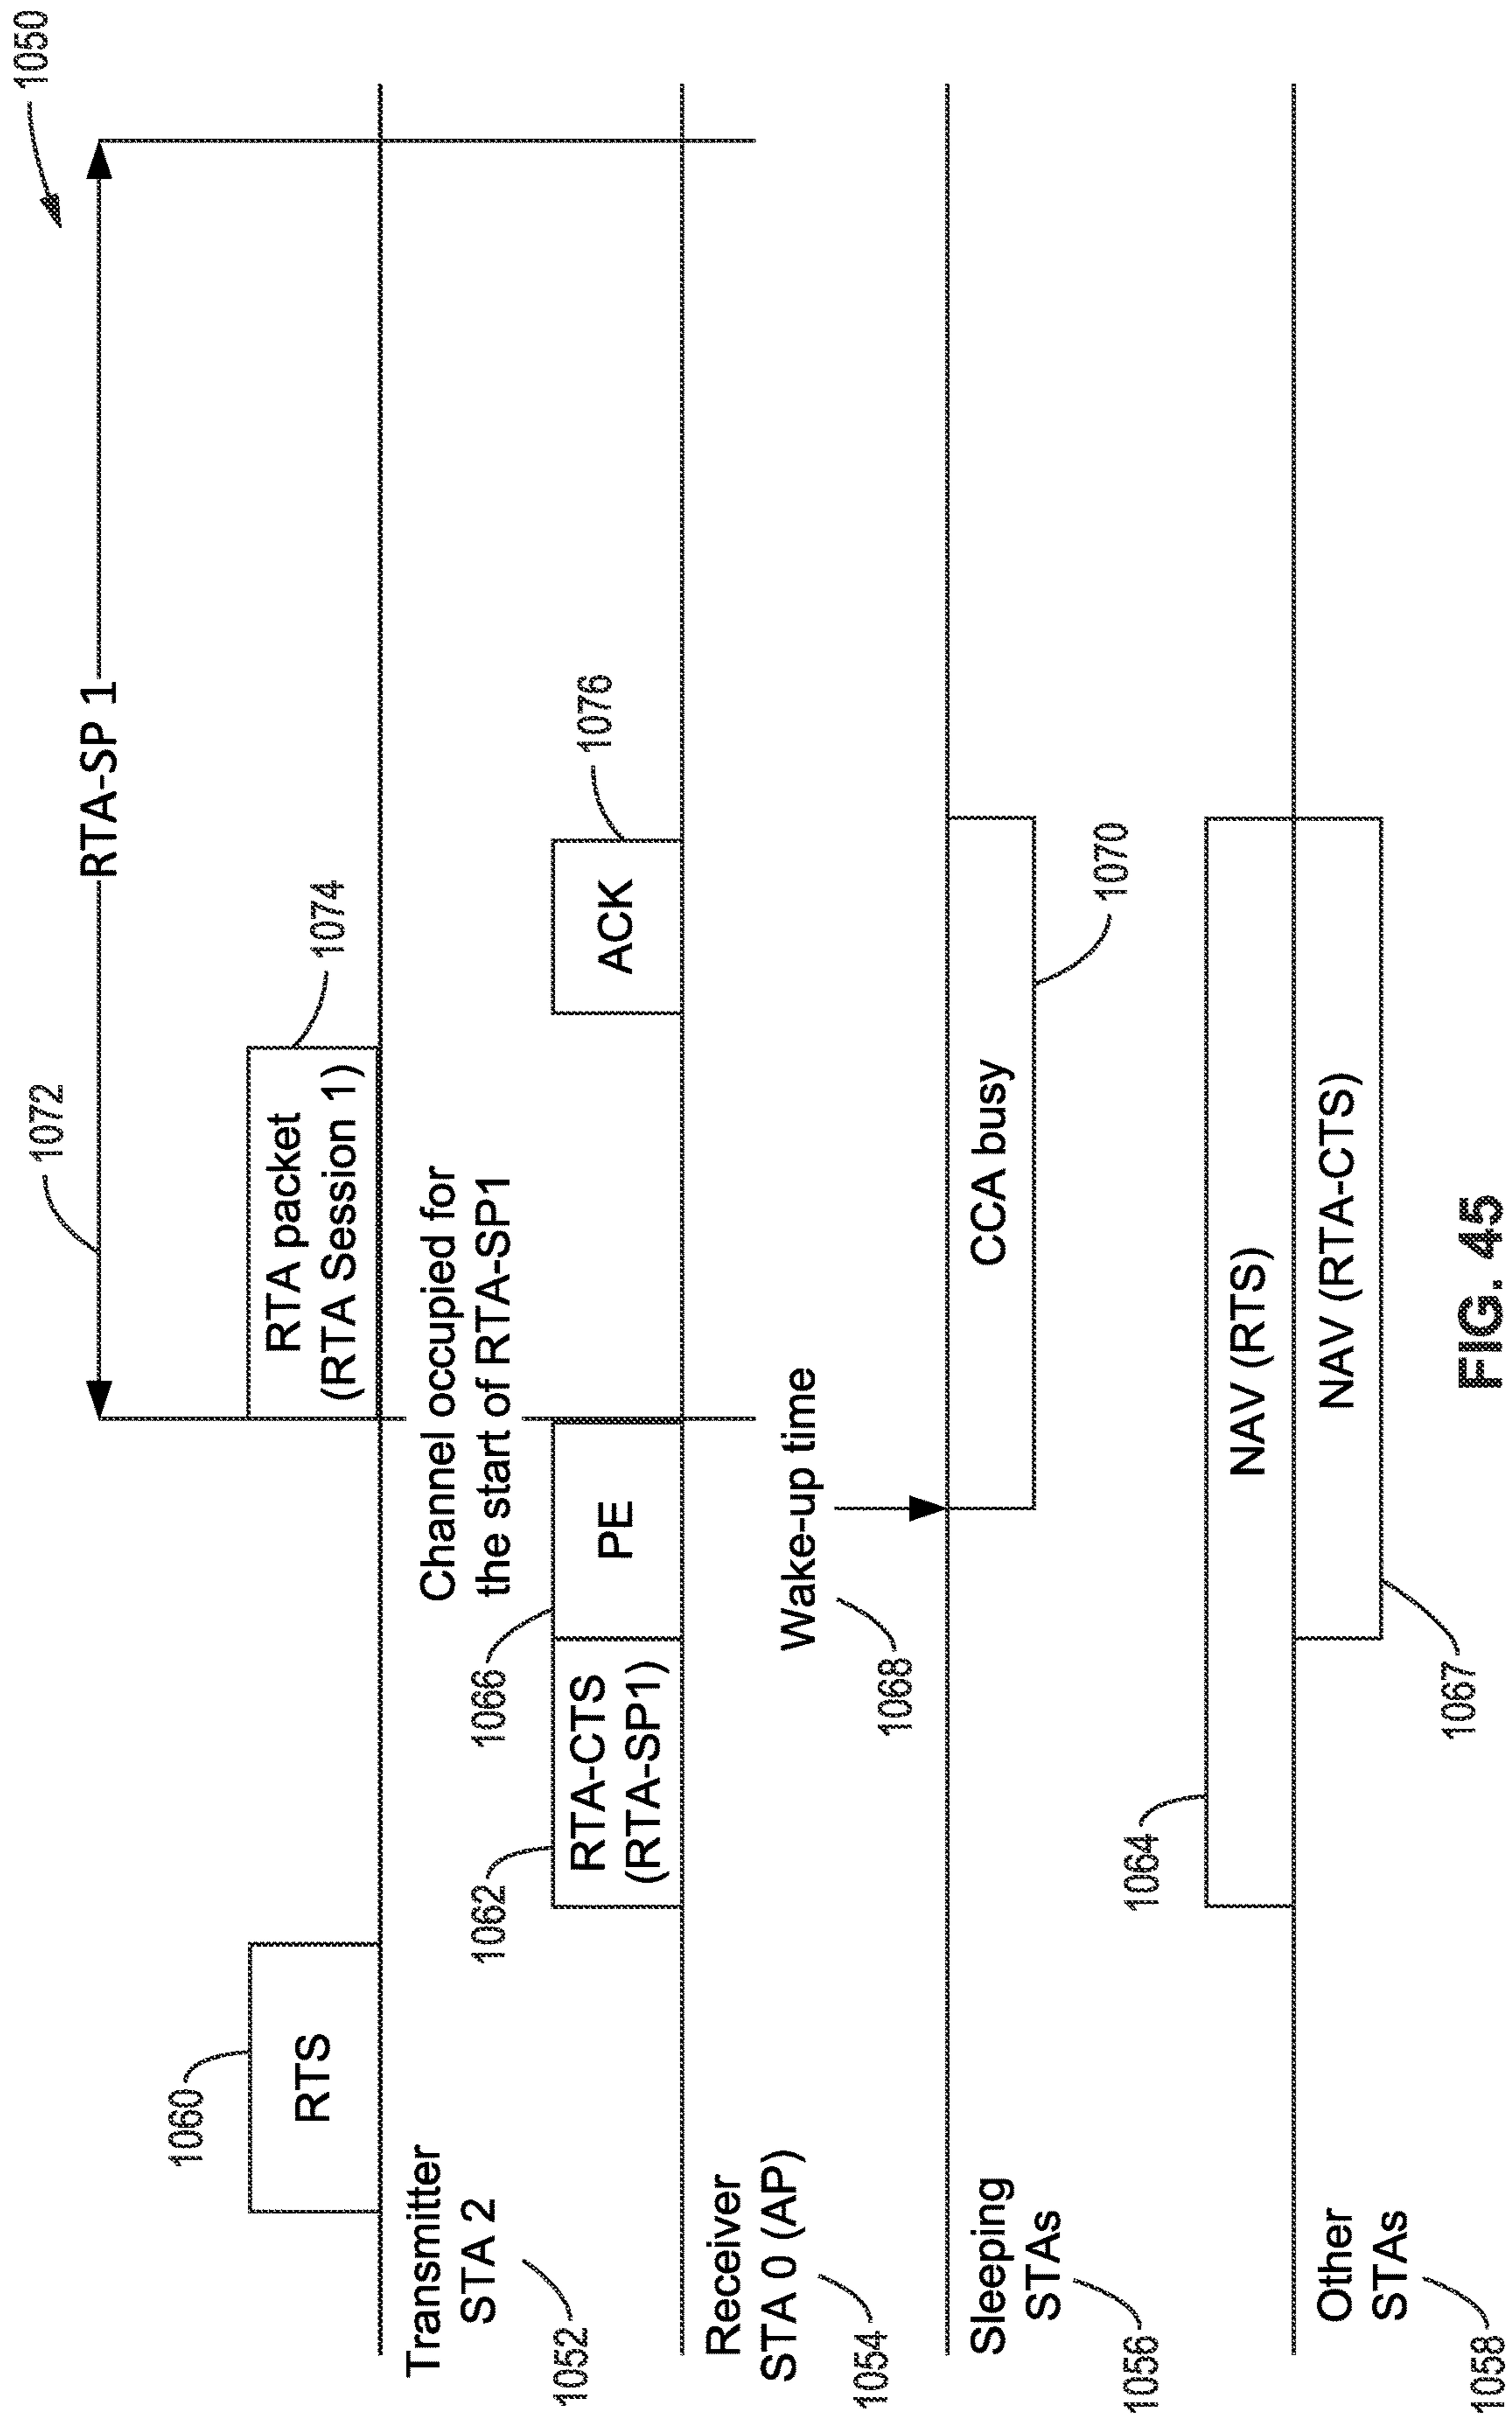 1050
RTA-SP 1
1072
1060
RTS
RTA packet
(RTA Session 1)
1074
Transmitter
STA 2
1052
Channel occupied for
the start of RTA-SP1
1062
RTA-CTS
(RTA-SP1)
1066
PE
ACK
1076
Receiver
STA 0 (AP)
1054
Wake-up time
1068
Sleeping
STAs
1056
CCA busy
1070
1064
NAV (RTS)
NAV (RTA-CTS)
1067
Other
STAs
1058
FIG. 45